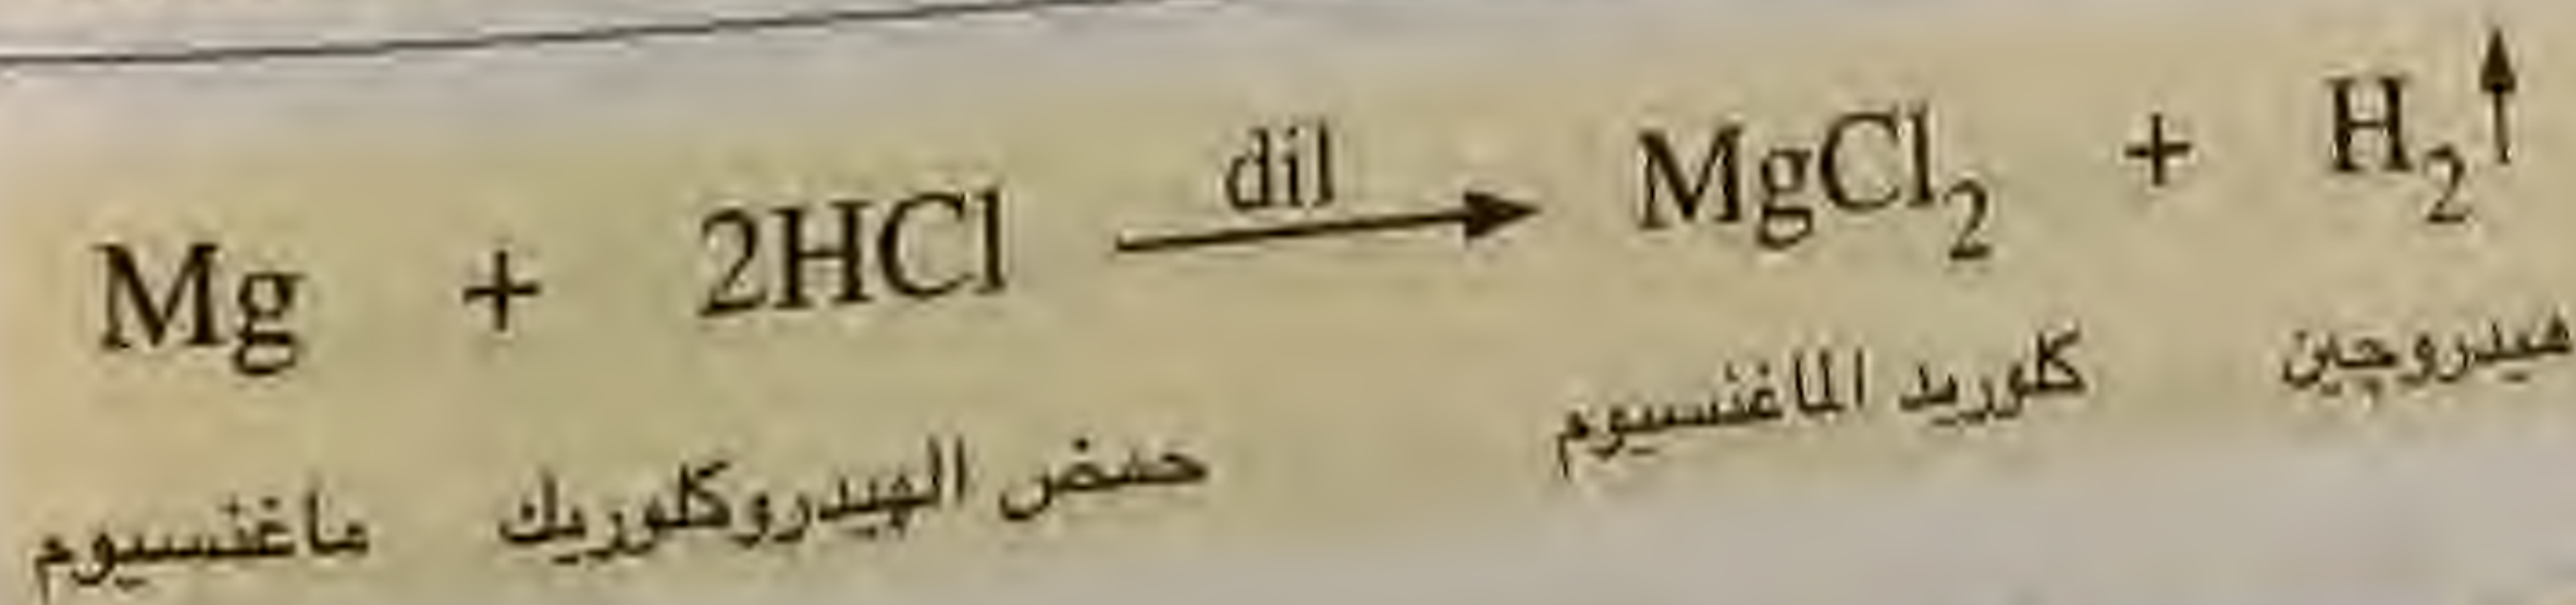 Mg + 2HCl dil→ MgCl₂ + H₂↑
ماغنسيوم حمض الهيدروكلوريك كلوريد الماغنسيوم هيدروچين